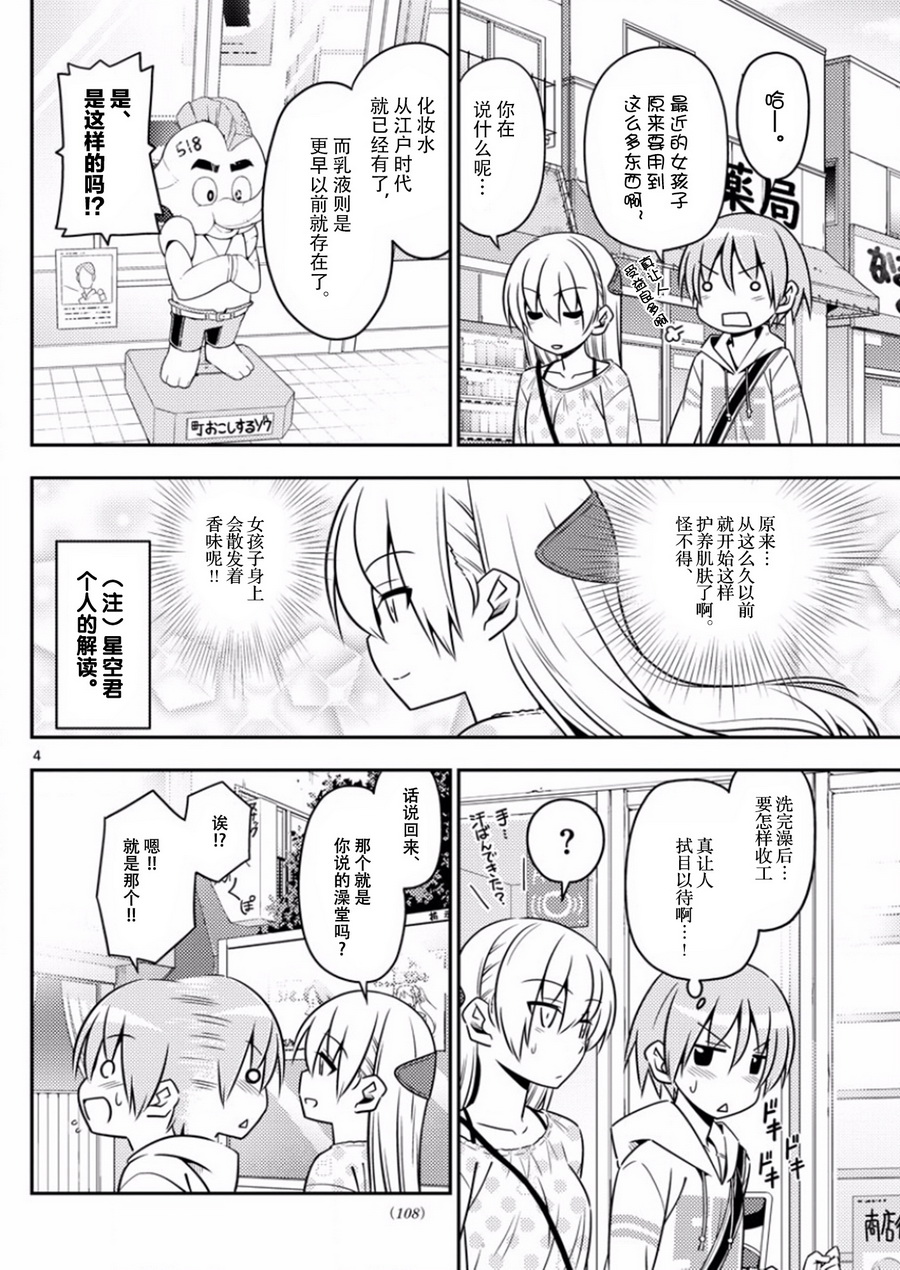 哈—。
最近的女孩子
原来要用到
这么多东西啊~
真让人
受益良多啊
你在
说什么呢…
薬局
化妆水
从江户时代
就已经有了,
而乳液则是
更早以前就存在了。
是、
是这样的吗!?
518
町おこしするゾウ
原来…
从这么久以前
就开始这样
护养肌肤了啊。
怪不得、
女孩子身上
会散发着
香味呢!!
(注)星空君
个人的解读。
4
洗完澡后…
要怎样收工
真让人
拭目以待啊…!
?
手…
汗ばんできた?
ドキ
ドキ
商店
话说回来、
那个就是
你说的澡堂吗?
诶!?
嗯!!
就是那个!!
(108)